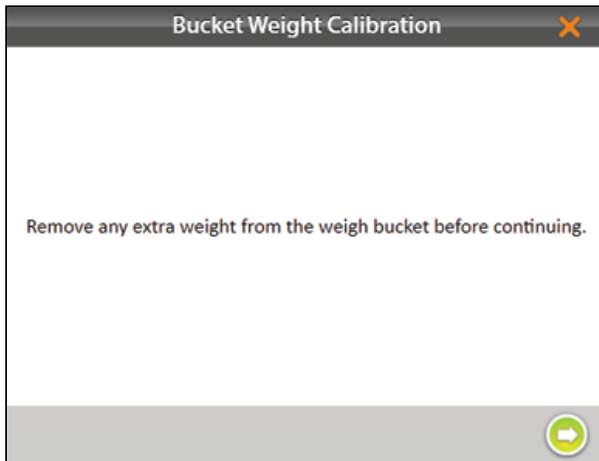 Bucket Weight Calibration
Remove any extra weight from the weigh bucket before continuing.